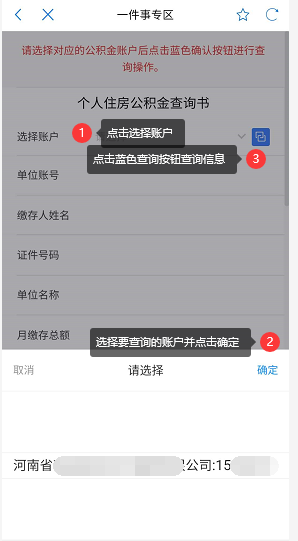 一件事专区
请选择对应的公积金账户后点击蓝色确认按钮进行查
询操作。
个人住房公积金查询书
选择账户 1 点击选择账户
点击蓝色查询按钮查询信息 3
单位账号
缴存人姓名
证件号码
单位名称
月缴存总额
选择要查询的账户并点击确定 2
取消 请选择 确定
河南省 公司:15